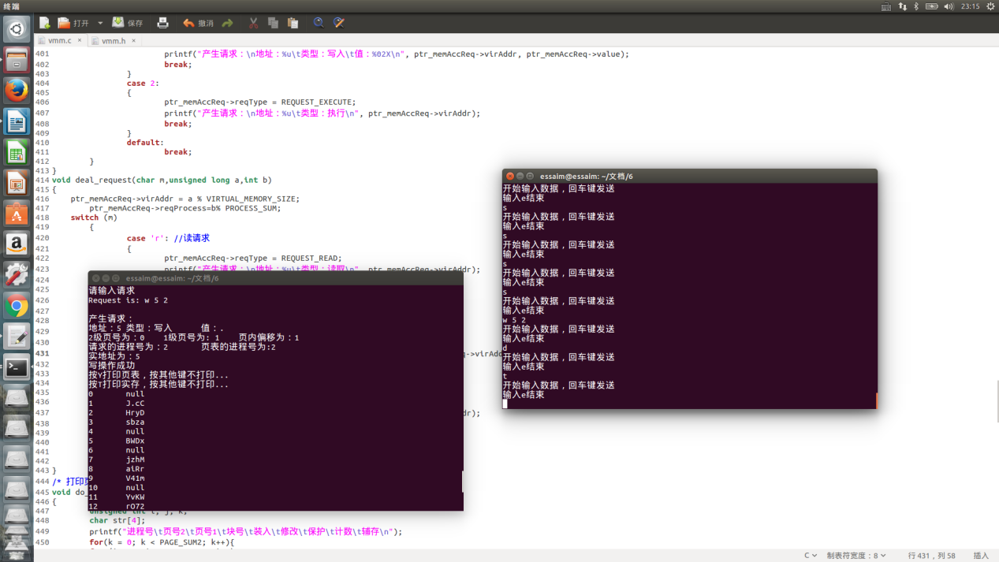 终端
23:15
打开
保存
撤消
vmm.c ×
vmm.h ×
401 printf("产生请求：\n地址：%u\t类型：写入\t值：%02X\n", ptr_memAccReq->virAddr, ptr_memAccReq->value);
402 break;
403 }
404 case 2:
405 {
406 ptr_memAccReq->reqType = REQUEST_EXECUTE;
407 printf("产生请求：\n地址：%u\t类型：执行\n", ptr_memAccReq->virAddr);
408 break;
409 }
410 default:
411 break;
412 }
413 }
414 void deal_request(char m,unsigned long a,int b)
415 {
416 ptr_memAccReq->virAddr = a % VIRTUAL_MEMORY_SIZE;
417 ptr_memAccReq->reqProcess=b% PROCESS_SUM;
418 switch (m)
419 {
420 case 'r': //读请求
421 {
422 ptr_memAccReq->reqType = REQUEST_READ;
423 printf("产生请求：\n地址：%u\t类型：读取\n", ptr_memAccReq->virAddr);
424
425
426
427
428
429
430
431 q->virAdd
432
433
434
435
436
437 dr);
438
439
440
441
442
443 }
444 /* 打印
445 void do_
446 {
447 unsigned int i, j, k;
448 char str[4];
449 printf("进程号\t页号2\t页号1\t块号\t装入\t修改\t保护\t计数\t辅存\n");
450 for(k = 0; k < PAGE_SUM2; k++){
essaim@essaim: ~/文档/6
请输入请求
Request is: w 5 2
产生请求：
地址：5 类型：写入 值：.
2级页号为：0 1级页号为: 1 页内偏移为：1
请求的进程号为：2 页表的进程号为:2
实地址为：5
写操作成功
按Y打印页表，按其他键不打印...
按T打印实存，按其他键不打印...
0 null
1 J.cC
2 HryD
3 sbza
4 null
5 BWDx
6 null
7 jzhM
8 aiRr
9 V41m
10 null
11 YvKW
12 rO72
essaim@essaim: ~/文档/6
开始输入数据，回车键发送
输入e结束
s
开始输入数据，回车键发送
输入e结束
s
开始输入数据，回车键发送
输入e结束
s
开始输入数据，回车键发送
输入e结束
s
开始输入数据，回车键发送
输入e结束
w 5 2
开始输入数据，回车键发送
输入e结束
d
开始输入数据，回车键发送
输入e结束
t
开始输入数据，回车键发送
输入e结束
C
制表符宽度：8
行 431，列 58
插入